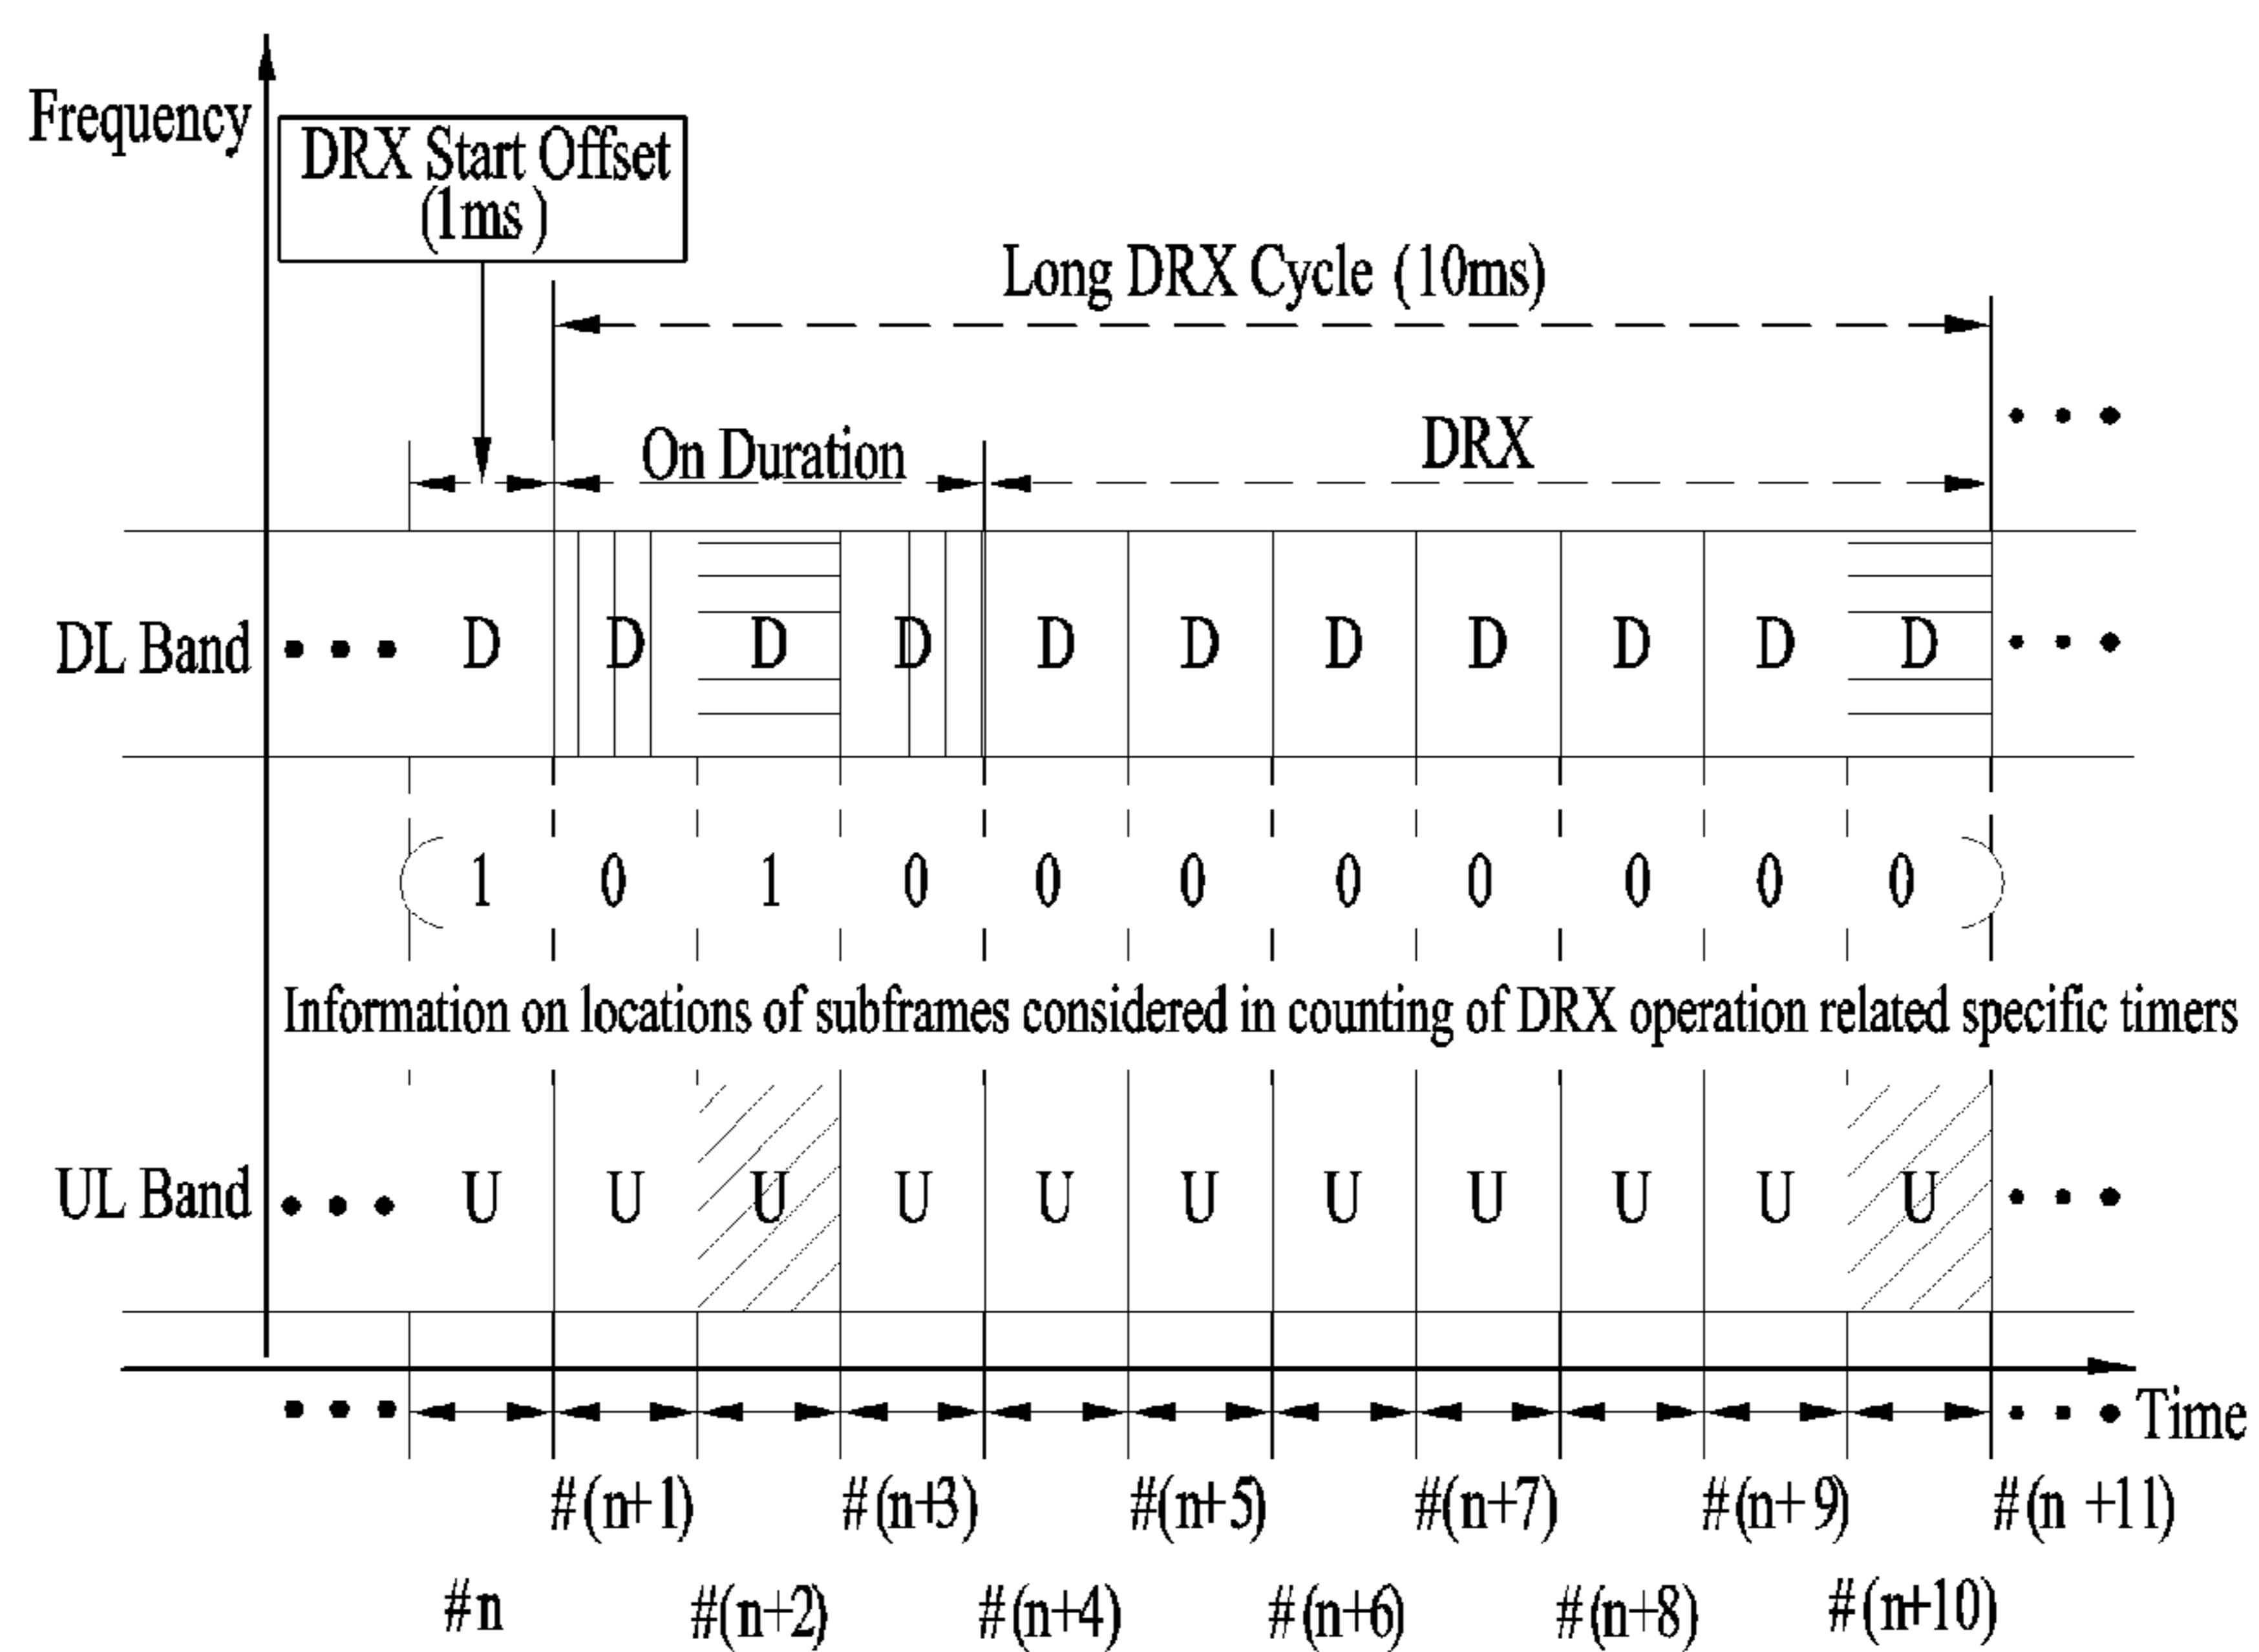 Frequency
DRX Start Offset
(1ms)
Long DRX Cycle (10ms)
On Duration
DRX
DL Band
D D D D D D D D D D D
1 0 1 0 0 0 0 0 0 0 0
Information on locations of subframes considered in counting of DRX operation related specific timers
UL Band
U U U U U U U U U U U
Time
#(n+1) #(n+3) #(n+5) #(n+7) #(n+9) #(n +11)
#n #(n+2) #(n+4) #(n+6) #(n+8) #(n+10)